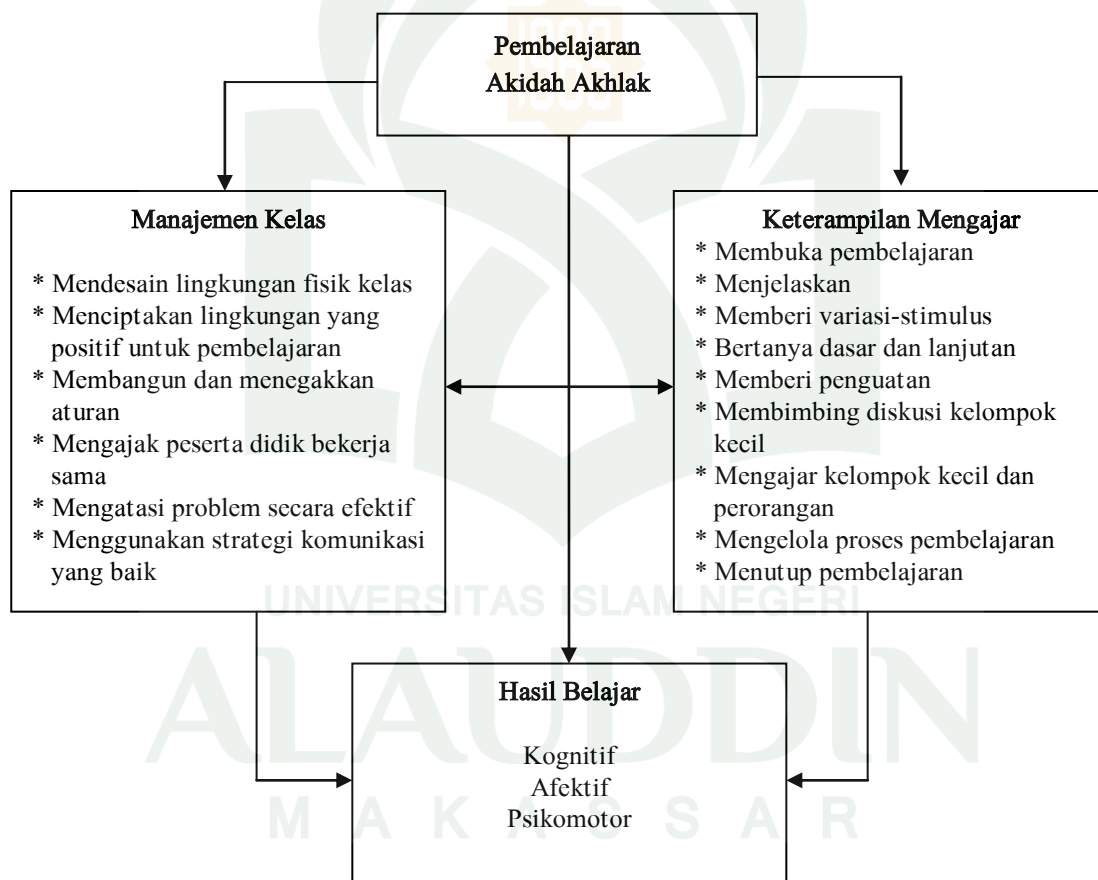 Pembelajaran
Akidah Akhlak
Manajemen Kelas
* Mendesain lingkungan fisik kelas
* Menciptakan lingkungan yang
positif untuk pembelajaran
* Membangun dan menegakkan
aturan
* Mengajak peserta didik bekerja
sama
* Mengatasi problem secara efektif
* Menggunakan strategi komunikasi
yang baik
Keterampilan Mengajar
* Membuka pembelajaran
* Menjelaskan
* Memberi variasi-stimulus
* Bertanya dasar dan lanjutan
* Memberi penguatan
* Membimbing diskusi kelompok
kecil
* Mengajar kelompok kecil dan
perorangan
* Mengelola proses pembelajaran
* Menutup pembelajaran
UNIVERSITAS ISLAM NEGERI
ALAUDDIN
MAKASSAR
Hasil Belajar
Kognitif
Afektif
Psikomotor